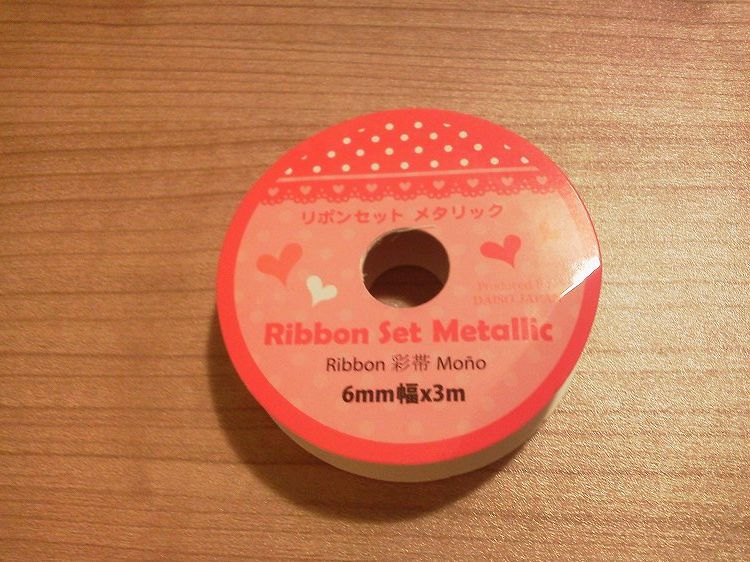 リボンセット メタリック
Produced by
DAISO JAPAN
Ribbon Set Metallic
Ribbon 彩帯 Moño
6mm幅x3m